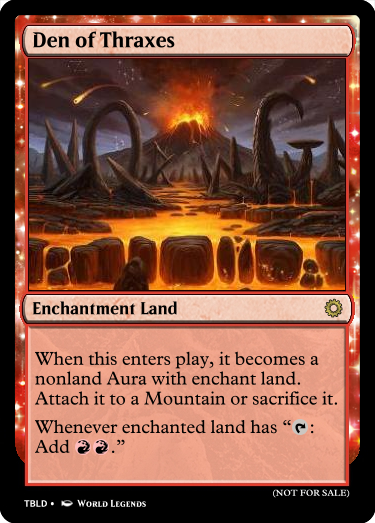 Den of Thraxes
Enchantment Land
When this enters play, it becomes a
nonland Aura with enchant land.
Attach it to a Mountain or sacrifice it.
Whenever enchanted land has “:
Add .”
(NOT FOR SALE)
TBLD • World Legends